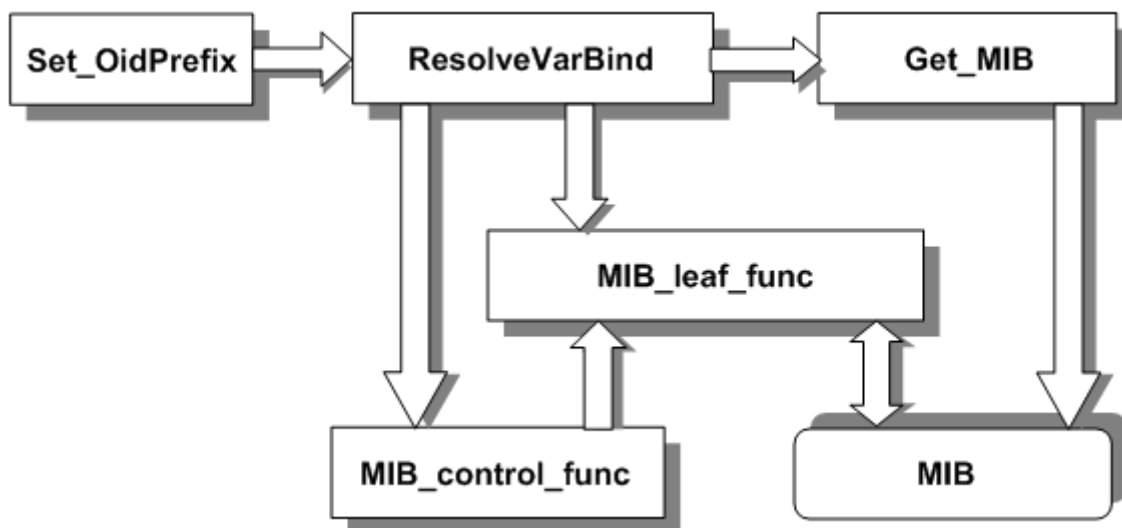 Set_OidPrefix
ResolveVarBind
Get_MIB
MIB_leaf_func
MIB_control_func
MIB